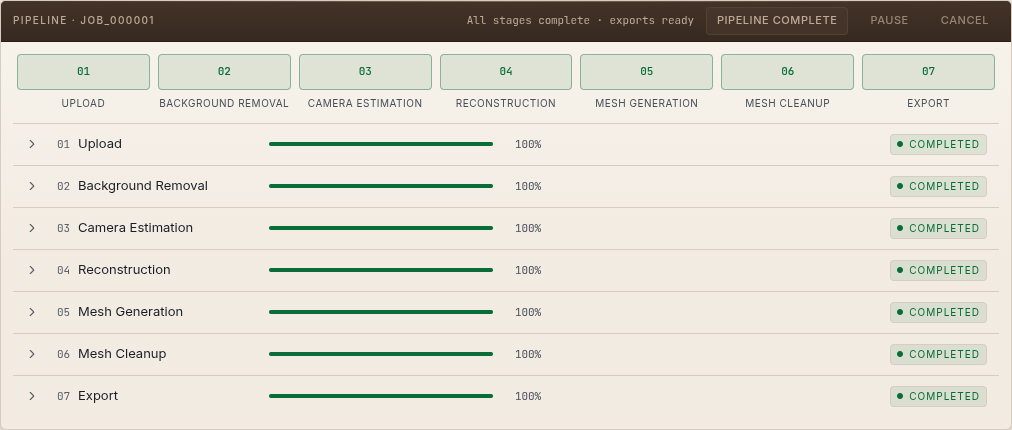 PIPELINE · JOB_000001 All stages complete · exports ready PIPELINE COMPLETE PAUSE CANCEL
01 02 03 04 05 06 07
UPLOAD BACKGROUND REMOVAL CAMERA ESTIMATION RECONSTRUCTION MESH GENERATION MESH CLEANUP EXPORT
01 Upload 100% COMPLETED
02 Background Removal 100% COMPLETED
03 Camera Estimation 100% COMPLETED
04 Reconstruction 100% COMPLETED
05 Mesh Generation 100% COMPLETED
06 Mesh Cleanup 100% COMPLETED
07 Export 100% COMPLETED